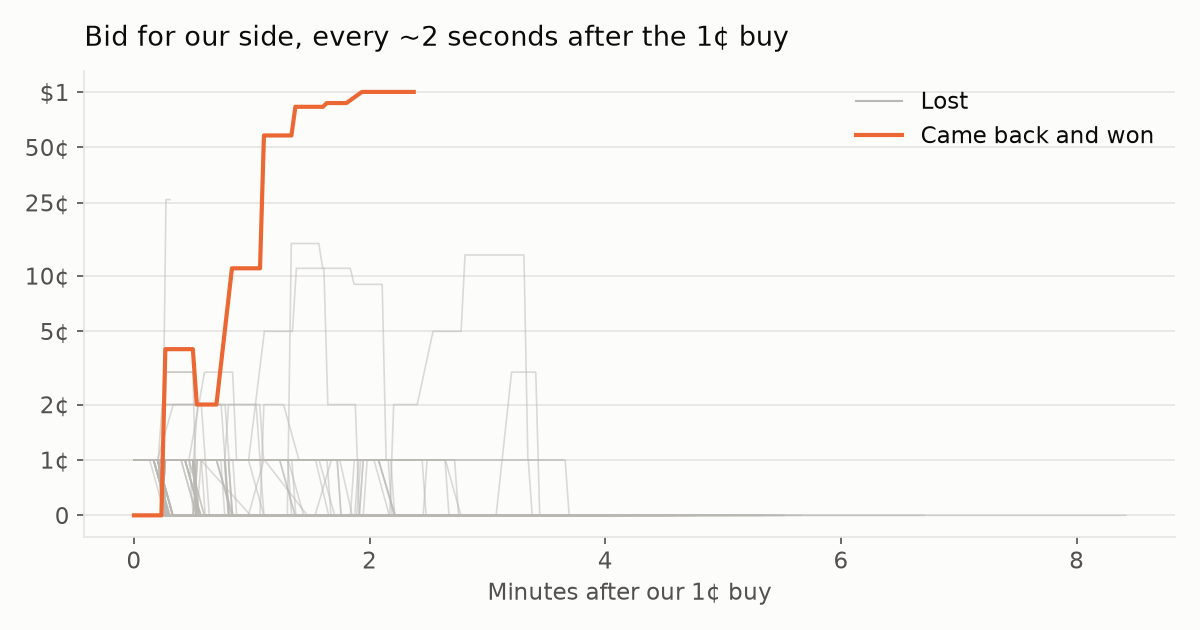 Bid for our side, every ~2 seconds after the 1¢ buy
$1
50¢
25¢
10¢
5¢
2¢
1¢
0
Lost
Came back and won
0 2 4 6 8
Minutes after our 1¢ buy